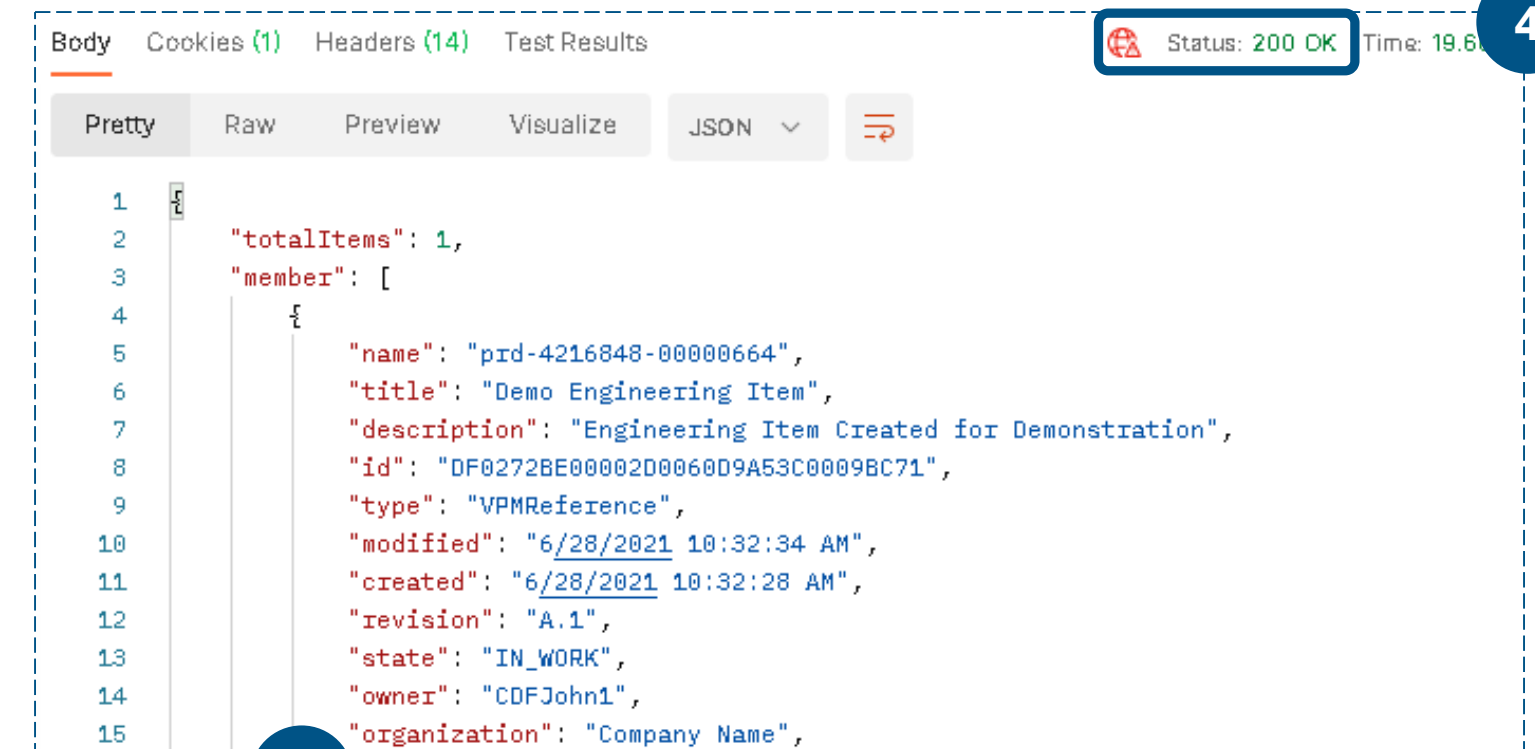 Body Cookies (1) Headers (14) Test Results Status: 200 OK Time: 19.6 4
Pretty Raw Preview Visualize JSON
1 {
2 "totalItems": 1,
3 "member": [
4 {
5 "name": "prd-4216848-00000664",
6 "title": "Demo Engineering Item",
7 "description": "Engineering Item Created for Demonstration",
8 "id": "DF0272BE00002D0060D9A53C0009BC71",
9 "type": "VPMReference",
10 "modified": "6/28/2021 10:32:34 AM",
11 "created": "6/28/2021 10:32:28 AM",
12 "revision": "A.1",
13 "state": "IN_WORK",
14 "owner": "CDFJohn1",
15 "organization": "Company Name",